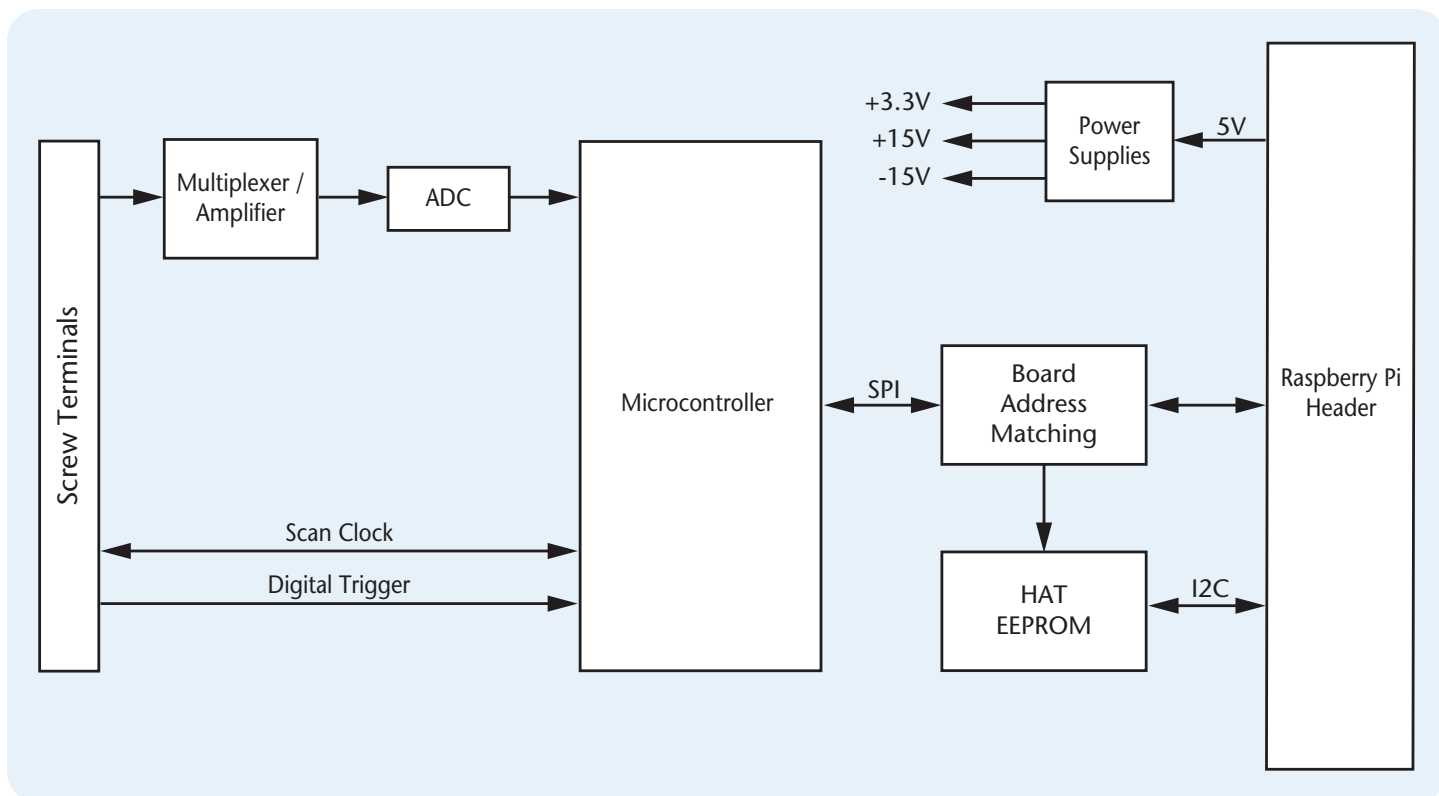 Screw Terminals
Multiplexer /
Amplifier
ADC
Scan Clock
Digital Trigger
Microcontroller
+3.3V
+15V
-15V
Power
Supplies
5V
SPI
Board
Address
Matching
HAT
EEPROM
I2C
Raspberry Pi
Header